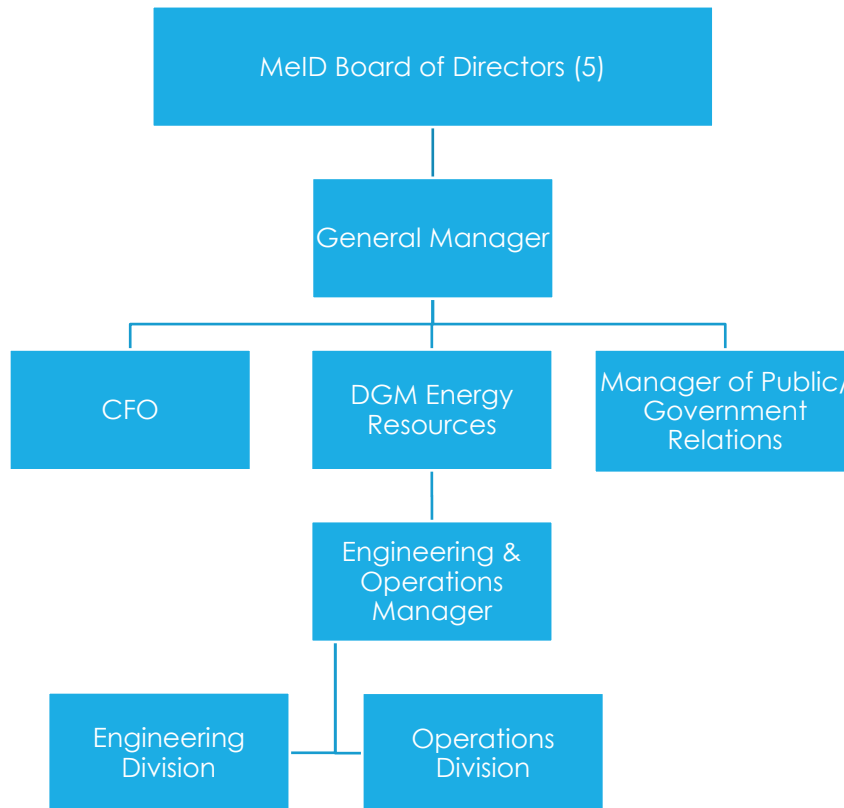 MeID Board of Directors (5)
General Manager
CFO
DGM Energy
Resources
Manager of Public/
Government
Relations
Engineering &
Operations
Manager
Engineering
Division
Operations
Division